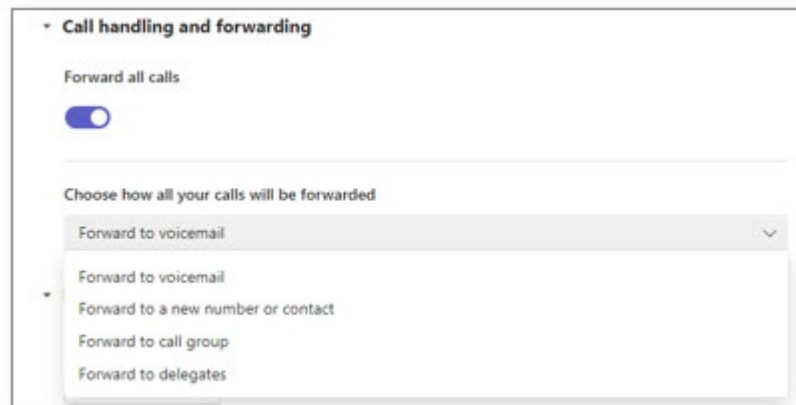 Call handling and forwarding
Forward all calls
Choose how all your calls will be forwarded
Forward to voicemail
Forward to voicemail
Forward to a new number or contact
Forward to call group
Forward to delegates